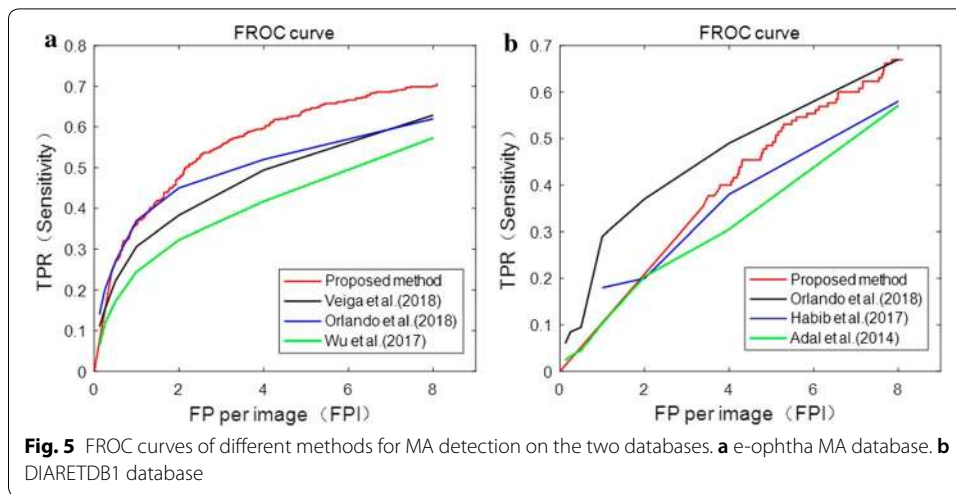 a
FROC curve
0.8
0.7
0.6
0.5
0.4
0.3
0.2
0.1
0
TPR（Sensitivity）
0 2 4 6 8
FP per image（FPI）
Proposed method
Veiga et al.(2018)
Orlando et al.(2018)
Wu et al.(2017)
b
FROC curve
0.7
0.6
0.5
0.4
0.3
0.2
0.1
0
TPR（Sensitivity）
0 2 4 6 8
FP per image（FPI）
Proposed method
Orlando et al.(2018)
Habib et al.(2017)
Adal et al.(2014)
Fig. 5 FROC curves of different methods for MA detection on the two databases. a e-ophtha MA database. b
DIARETDB1 database